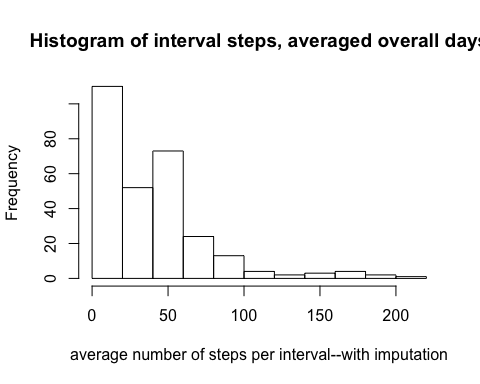 Histogram of interval steps, averaged overall days
Frequency
80
60
40
20
0
0 50 100 150 200
average number of steps per interval--with imputation